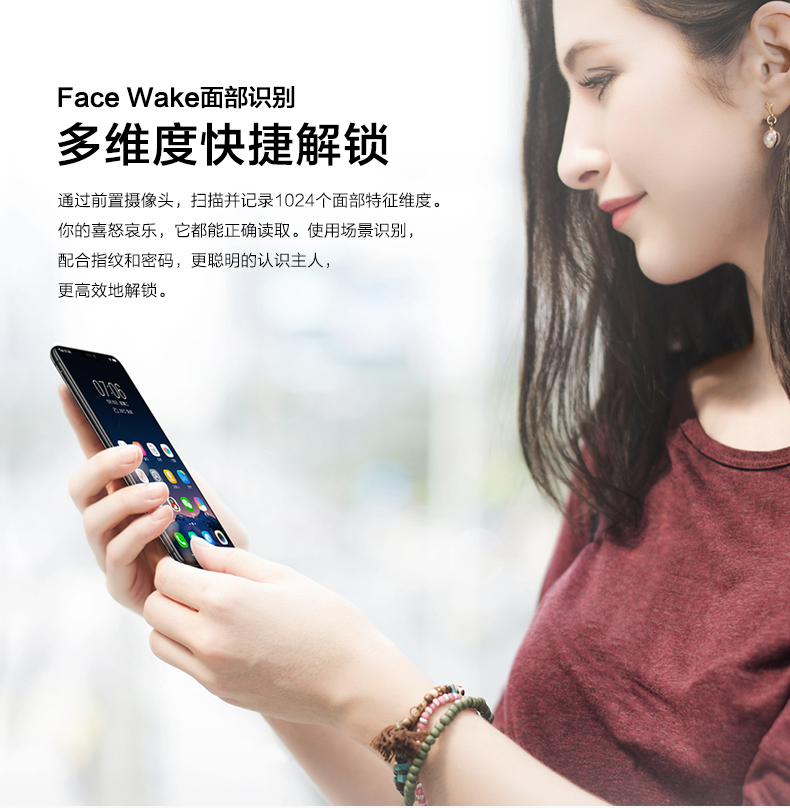 Face Wake面部识别
多维度快捷解锁
通过前置摄像头，扫描并记录1024个面部特征维度。
你的喜怒哀乐，它都能正确读取。使用场景识别，
配合指纹和密码，更聪明的认识主人，
更高效地解锁。
07:06